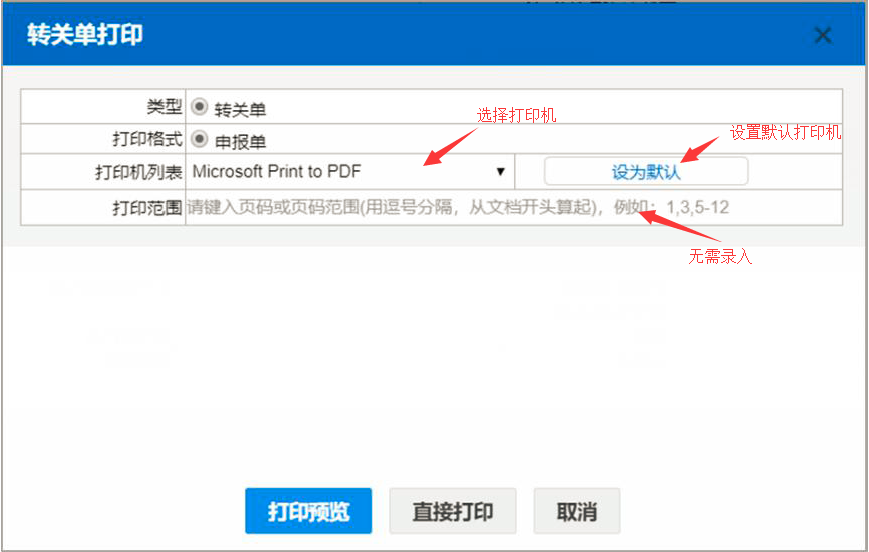 转关单打印
类型 转关单
选择打印机
打印格式 申报单
设置默认打印机
打印机列表 Microsoft Print to PDF 设为默认
打印范围 请键入页码或页码范围(用逗号分隔，从文档开头算起)，例如：1,3,5-12
无需录入
打印预览 直接打印 取消